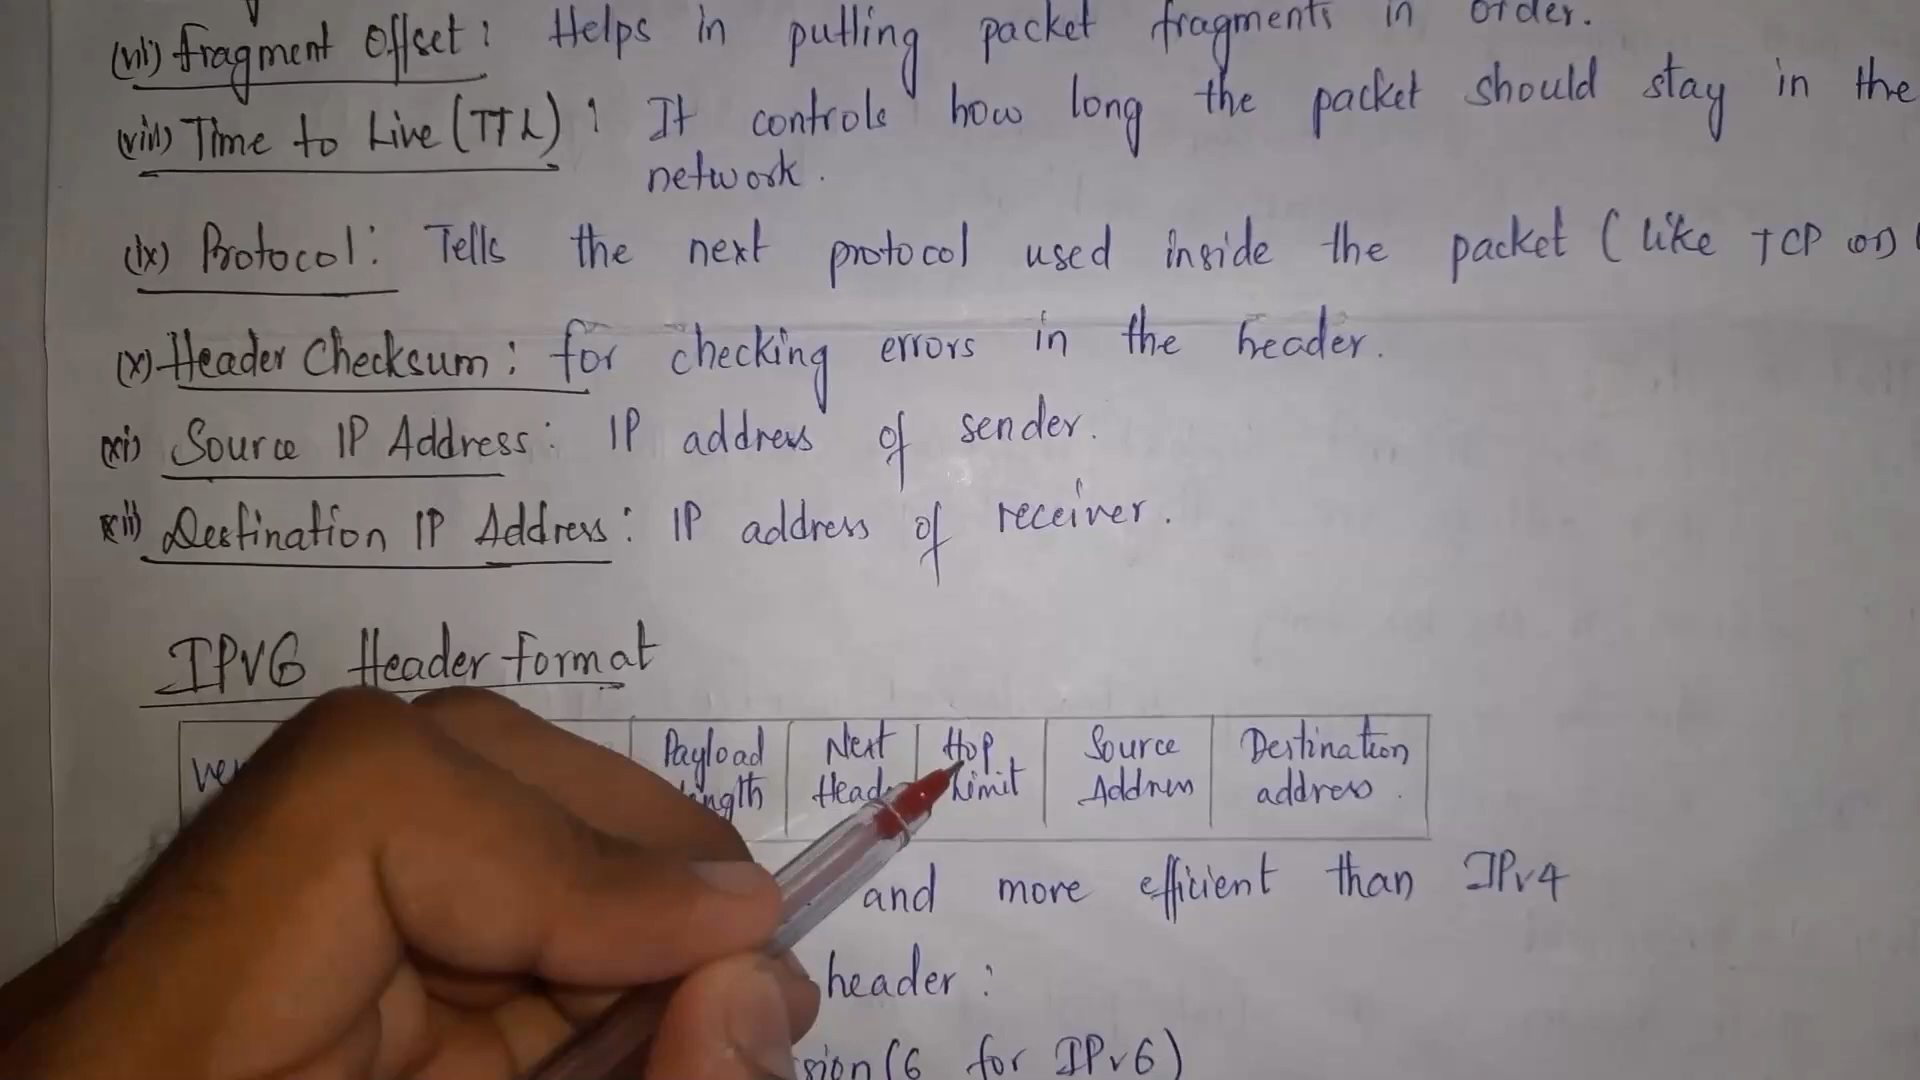 (vii) Fragment Offset: Helps in putting packet fragments in order.
(viii) Time to Live (TTL): It controls how long the packet should stay in the
network.
(ix) Protocol: Tells the next protocol used inside the packet (like TCP or)
(x) Header Checksum: for checking errors in the header.
(xi) Source IP Address: IP address of sender.
(xii) Destination IP Address: IP address of receiver.
IPV6 Header format
Payload Next Hop Source Destination
Limit Address address.
and more efficient than IPv4
header:
(6 for IPv6)